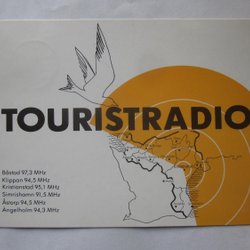 TOURISTRADIO
Båstad 97,3 MHz
Klippan 94,5 MHz
Kristianstad 95,1 MHz
Simrishamn 91,5 MHz
Åstorp 94,5 MHz
Ängelholm 94,3 MHz